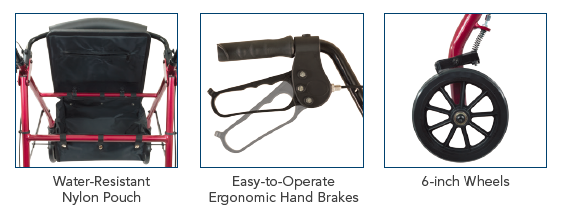 Water-Resistant
Nylon Pouch
Easy-to-Operate
Ergonomic Hand Brakes
6-inch Wheels